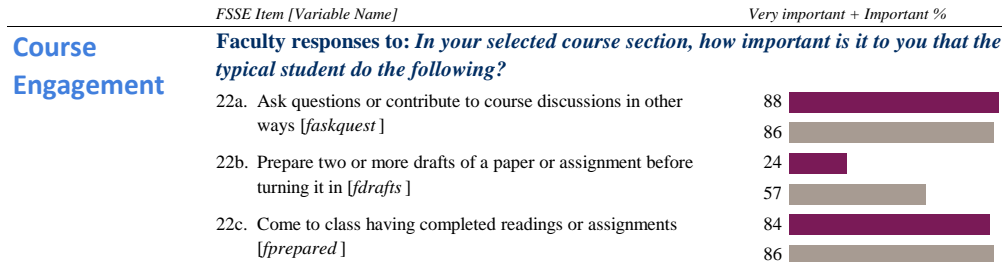 FSSE Item [Variable Name] Very important + Important %
Course
Engagement
Faculty responses to: In your selected course section, how important is it to you that the
typical student do the following?
22a. Ask questions or contribute to course discussions in other
ways [faskquest ]
88
86
22b. Prepare two or more drafts of a paper or assignment before
turning it in [fdrafts ]
24
57
22c. Come to class having completed readings or assignments
[fprepared ]
84
86